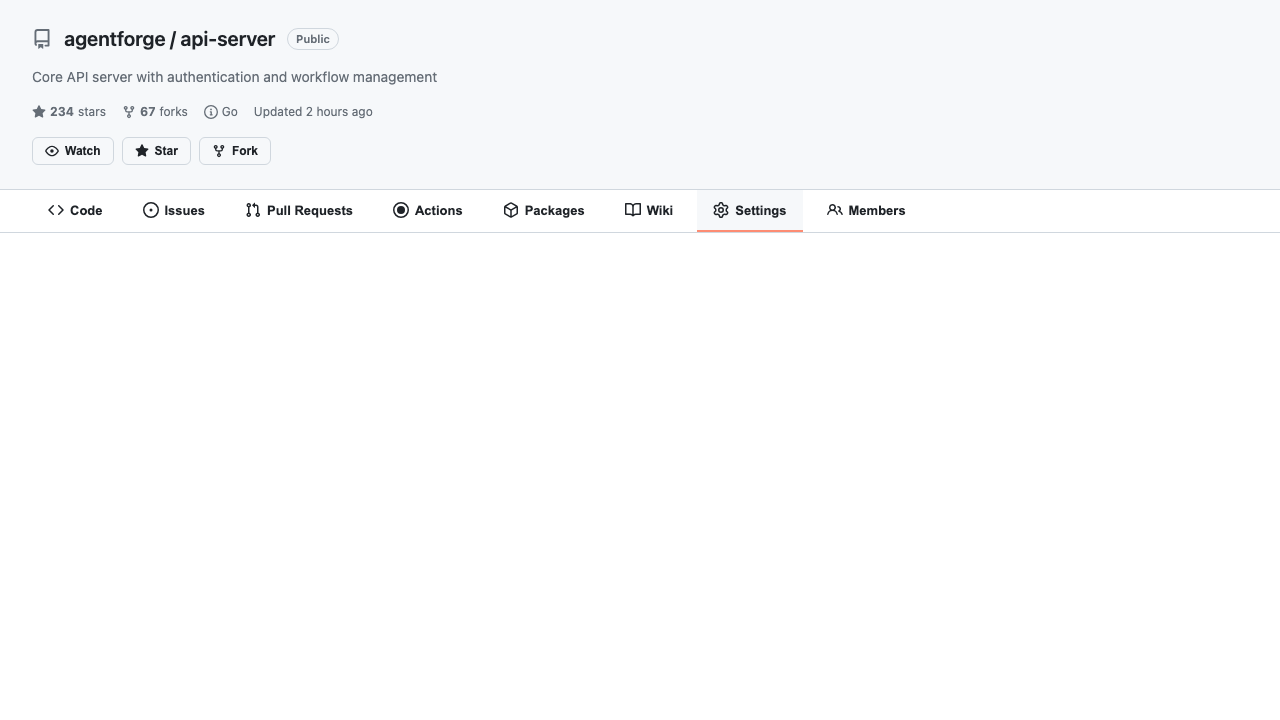 agentforge / api-server Public
Core API server with authentication and workflow management
234 stars 67 forks Go Updated 2 hours ago
Watch Star Fork
Code Issues Pull Requests Actions Packages Wiki Settings Members